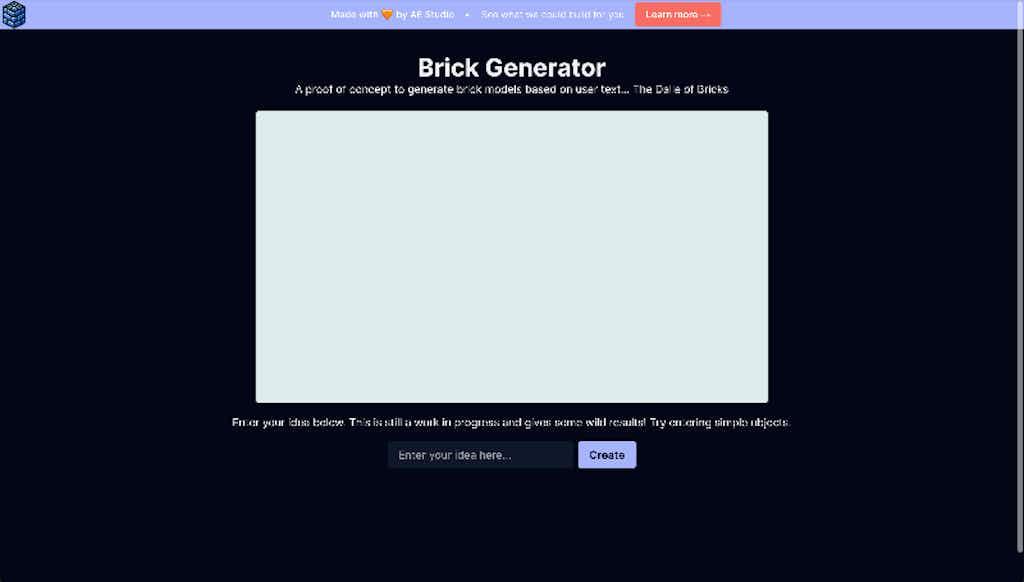 Made with 🧡 by AE Studio • See what we could build for you Learn more →
Brick Generator
A proof of concept to generate brick models based on user text... The Dalle of Bricks
Enter your idea below. This is still a work in progress and gives some wild results! Try entering simple objects.
Enter your idea here... Create